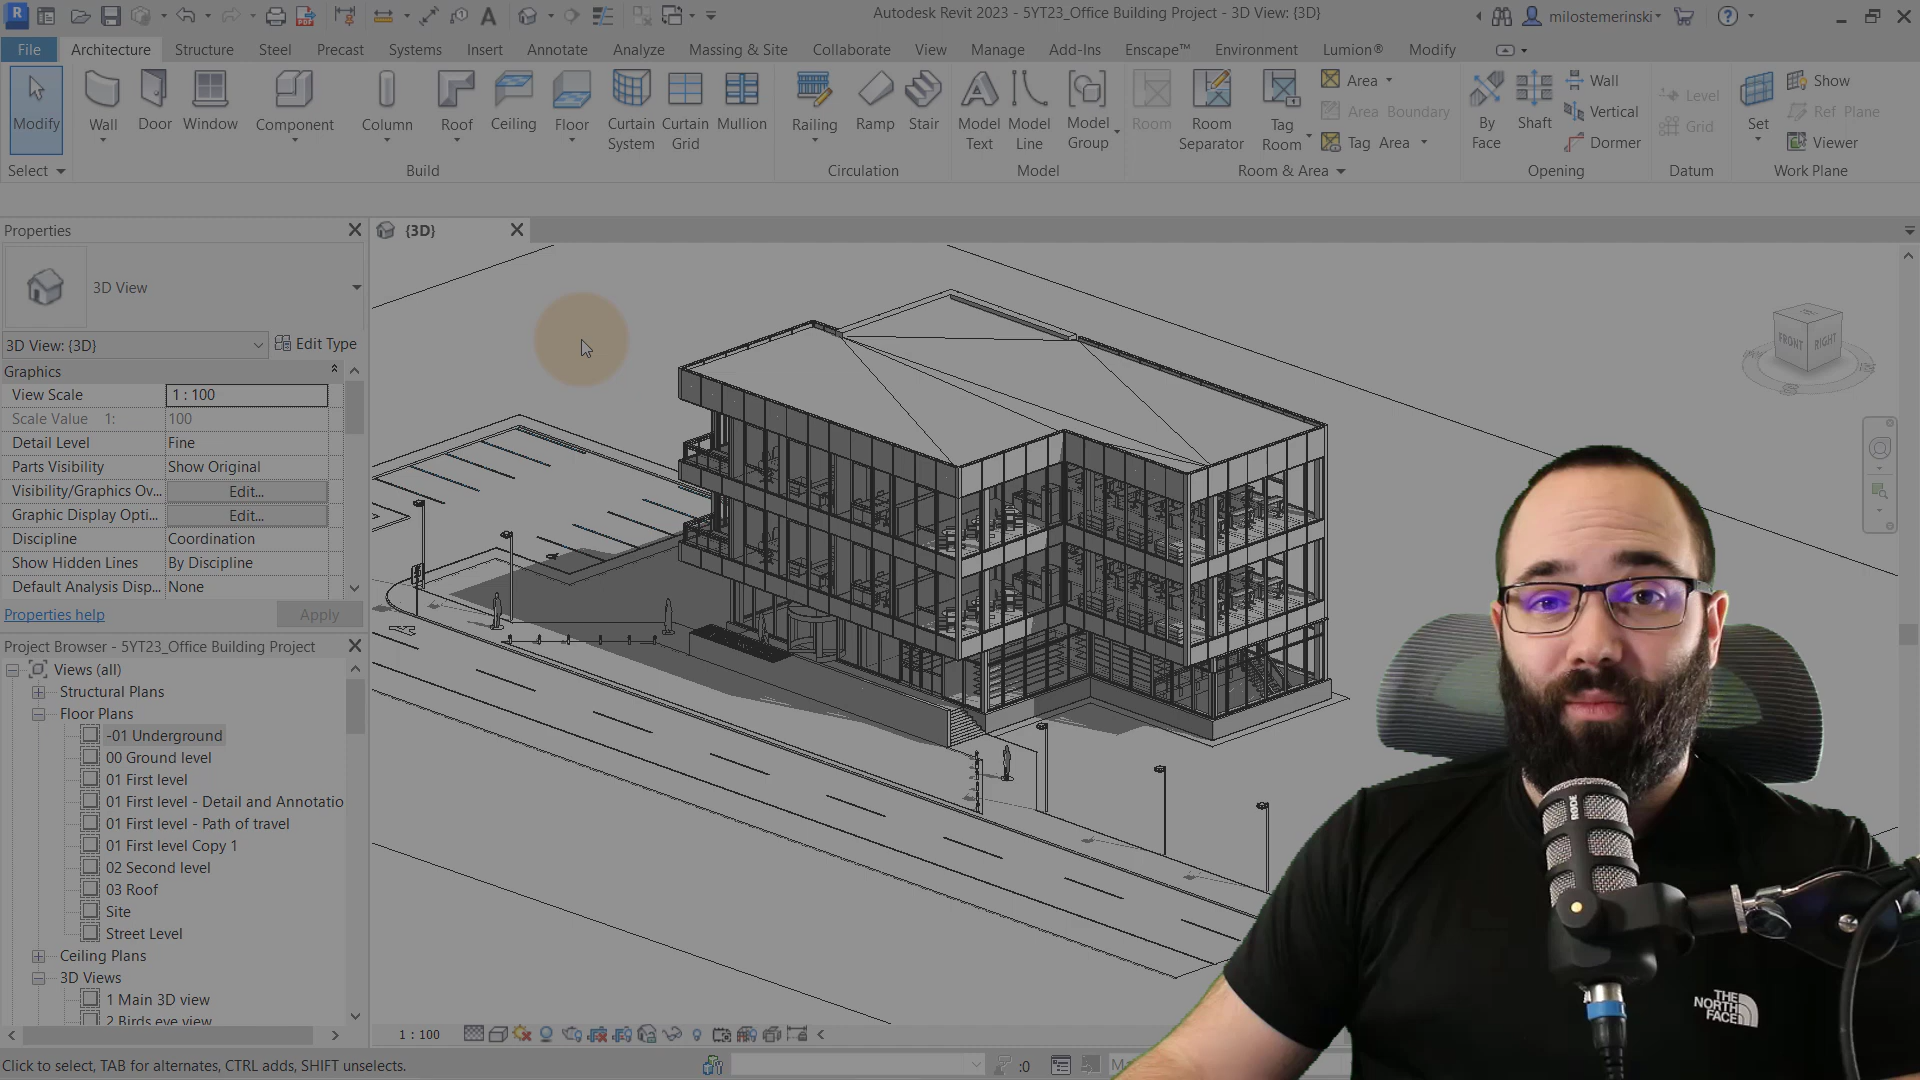 Autodesk Revit 2023 - 5YT23_Office Building Project - 3D View: {3D}
milostemerinski
File
Architecture
Structure
Steel
Precast
Systems
Insert
Annotate
Analyze
Massing & Site
Collaborate
View
Manage
Add-Ins
Enscape™
Environment
Lumion®
Modify
Modify
Wall
Door
Window
Component
Column
Roof
Ceiling
Floor
Curtain
System
Curtain
Grid
Mullion
Railing
Ramp
Stair
Model
Text
Model
Line
Model
Group
Room
Room
Separator
Tag
Room
Area
Area Boundary
Tag Area
By
Face
Shaft
Wall
Vertical
Dormer
Level
Grid
Set
Show
Ref Plane
Viewer
Select
Build
Circulation
Model
Room & Area
Opening
Datum
Work Plane
Properties
{3D}
3D View
3D View: {3D}
Edit Type
Graphics
View Scale
1 : 100
Scale Value 1:
100
Detail Level
Fine
Parts Visibility
Show Original
Visibility/Graphics Ov...
Edit...
Graphic Display Opti...
Edit...
Discipline
Coordination
Show Hidden Lines
By Discipline
Default Analysis Disp...
None
Properties help
Apply
Project Browser - 5YT23_Office Building Project
Views (all)
Structural Plans
Floor Plans
-01 Underground
00 Ground level
01 First level
01 First level - Detail and Annotatio
01 First level - Path of travel
01 First level Copy 1
02 Second level
03 Roof
Site
Street Level
Ceiling Plans
3D Views
1 Main 3D view
2 Birds eye view
FRONT
RIGHT
S
1 : 100
Click to select, TAB for alternates, CTRL adds, SHIFT unselects.
:0
RØDE
THE
NORTH
FACE